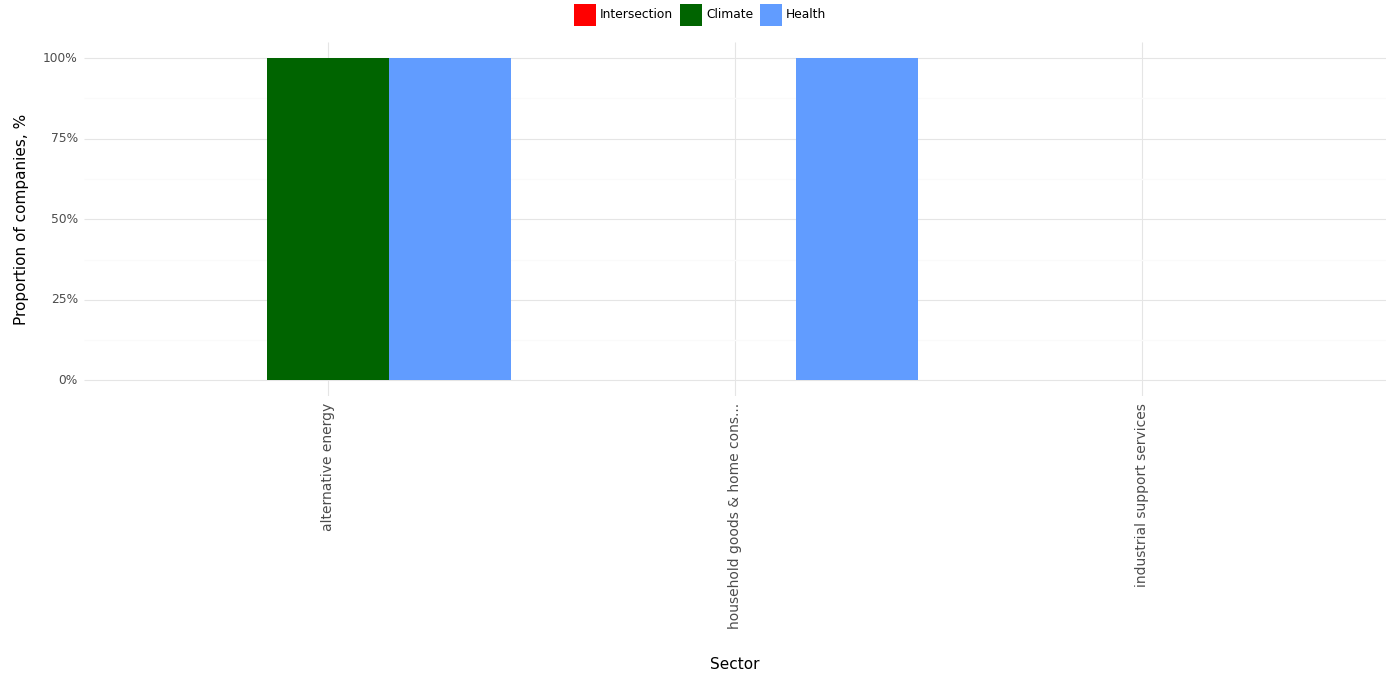 Intersection Climate Health
Proportion of companies, %
100%
75%
50%
25%
0%
alternative energy
household goods & home cons...
industrial support services
Sector